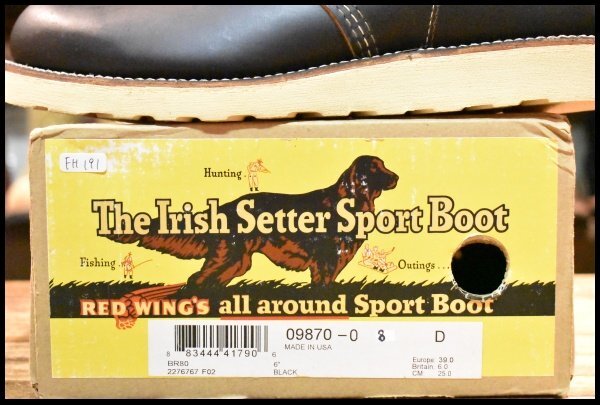 FH 191
Hunting.
The Irish Setter Sport Boot
Fishing
Outings...
RED WING'S all around Sport Boot
09870-0 8 D
MADE IN USA
8 83444 41790 6
BR80
2276767 F02
6"
BLACK
Europe: 39.0
Britain: 6.0
CM 25.0